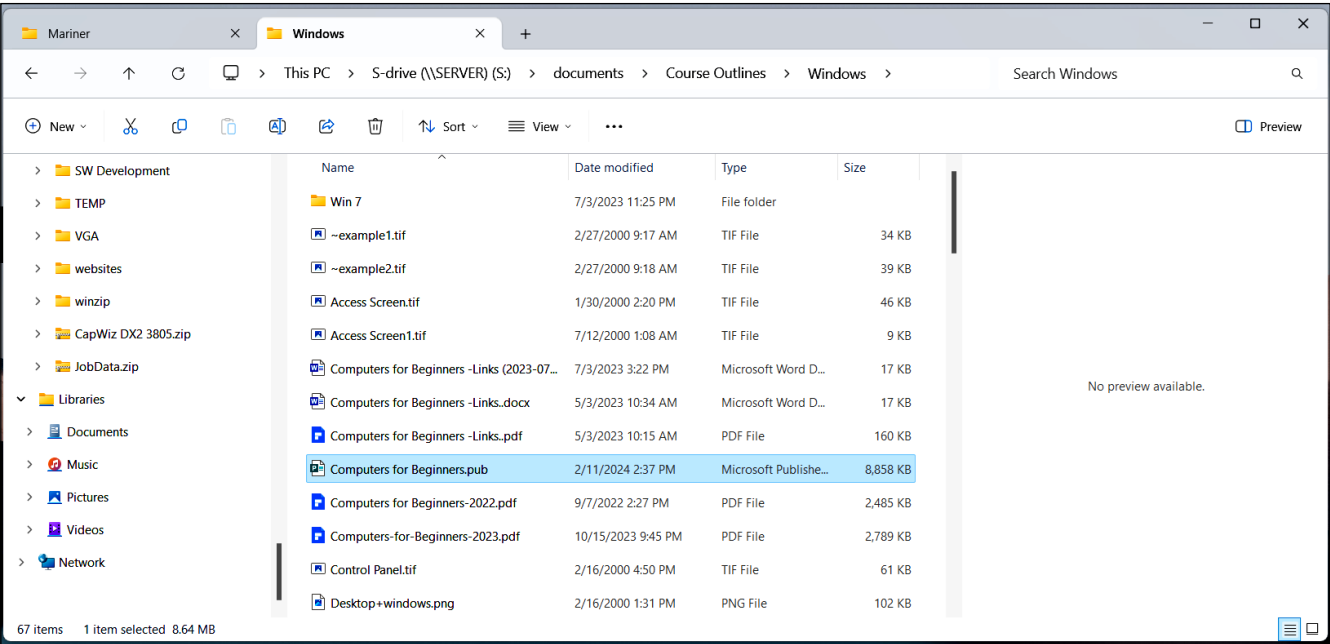 Mariner Windows
This PC S-drive (\\SERVER) (S:) documents Course Outlines Windows Search Windows
New Sort View Preview
SW Development
TEMP
VGA
websites
winzip
CapWiz DX2 3805.zip
JobData.zip
Libraries
Documents
Music
Pictures
Videos
Network
Name Date modified Type Size
Win 7 7/3/2023 11:25 PM File folder
~example1.tif 2/27/2000 9:17 AM TIF File 34 KB
~example2.tif 2/27/2000 9:18 AM TIF File 39 KB
Access Screen.tif 1/30/2000 2:20 PM TIF File 46 KB
Access Screen1.tif 7/12/2000 1:08 AM TIF File 9 KB
Computers for Beginners -Links (2023-07... 7/3/2023 3:22 PM Microsoft Word D... 17 KB
Computers for Beginners -Links..docx 5/3/2023 10:34 AM Microsoft Word D... 17 KB
Computers for Beginners -Links..pdf 5/3/2023 10:15 AM PDF File 160 KB
Computers for Beginners.pub 2/11/2024 2:37 PM Microsoft Publishe... 8,858 KB
Computers for Beginners-2022.pdf 9/7/2022 2:27 PM PDF File 2,485 KB
Computers-for-Beginners-2023.pdf 10/15/2023 9:45 PM PDF File 2,789 KB
Control Panel.tif 2/16/2000 4:50 PM TIF File 61 KB
Desktop+windows.png 2/16/2000 1:31 PM PNG File 102 KB
No preview available.
67 items 1 item selected 8.64 MB